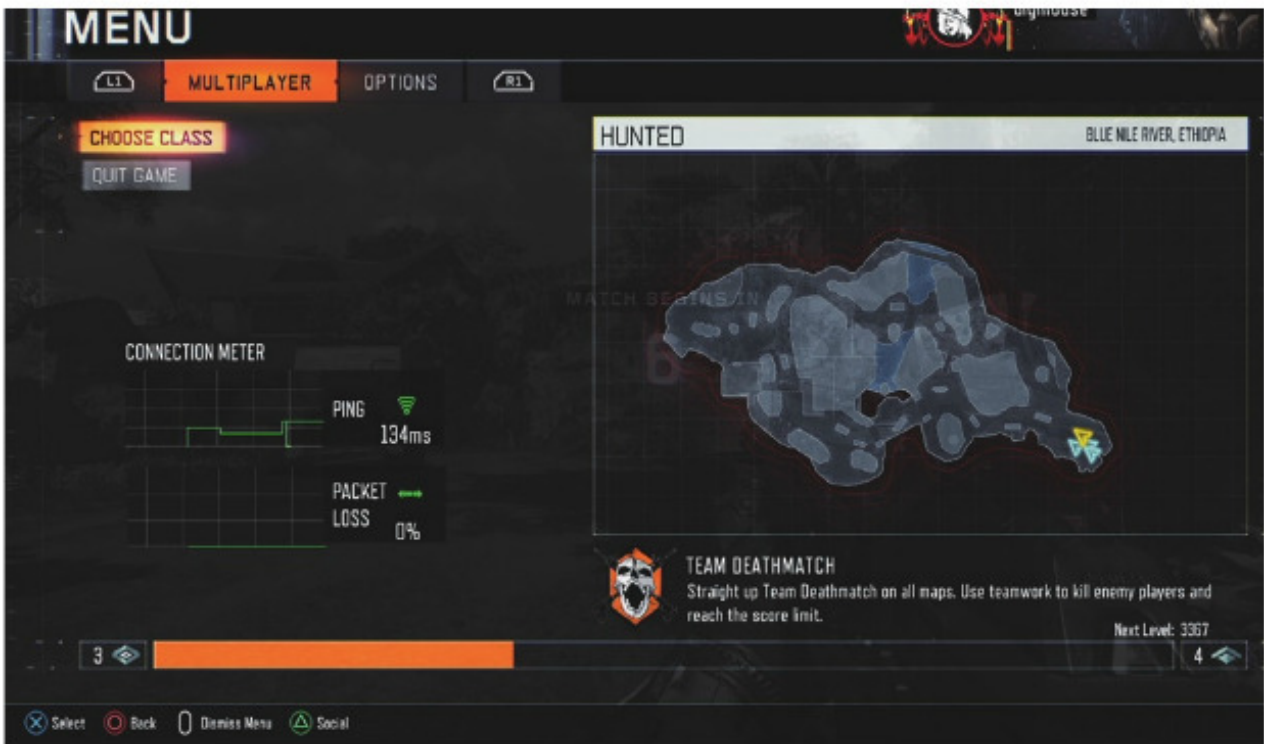 MENU
L1
MULTIPLAYER
OPTIONS
R1
CHOOSE CLASS
QUIT GAME
HUNTED
BLUE NILE RIVER, ETHIOPIA
MATCH BEGINS IN
6
CONNECTION METER
PING
134ms
PACKET
LOSS
0%
TEAM DEATHMATCH
Straight up Team Deathmatch on all maps. Use teamwork to kill enemy players and
reach the score limit.
Next Level: 3367
3
4
Select
Back
Dismiss Menu
Social